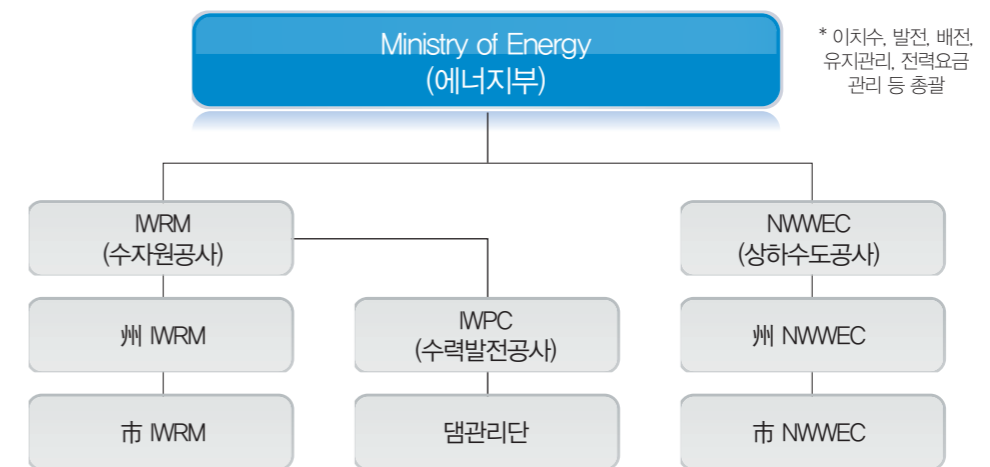 Ministry of Energy
(에너지부)
* 이치수, 발전, 배전,
유지관리, 전력요금
관리 등 총괄
IWRM
(수자원공사)
NWWEC
(상하수도공사)
州 IWRM
IWPC
(수력발전공사)
州 NWWEC
市 IWRM
댐관리단
市 NWWEC